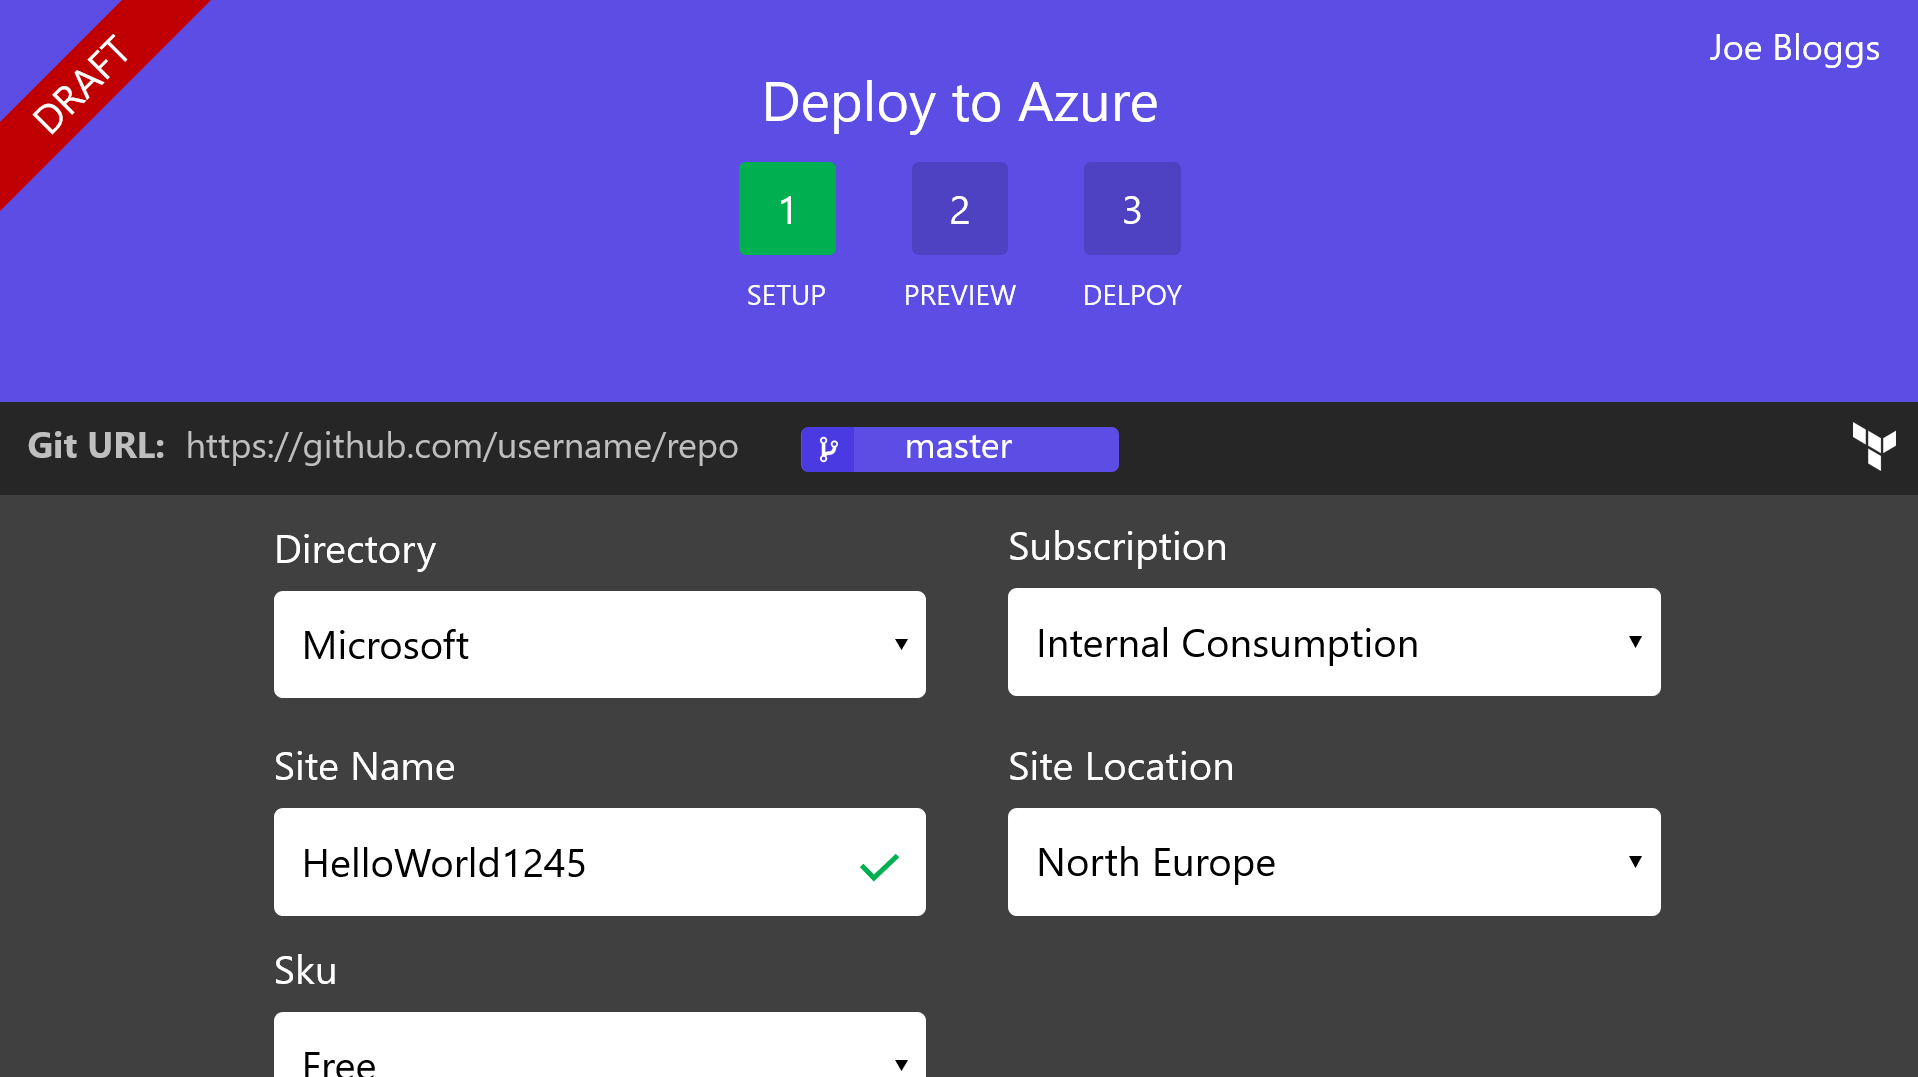 DRAFT
Joe Bloggs
Deploy to Azure
1 2 3
SETUP PREVIEW DELPOY
Git URL: https://github.com/username/repo master
Directory Subscription
Microsoft Internal Consumption
Site Name Site Location
HelloWorld1245 North Europe
Sku
Free